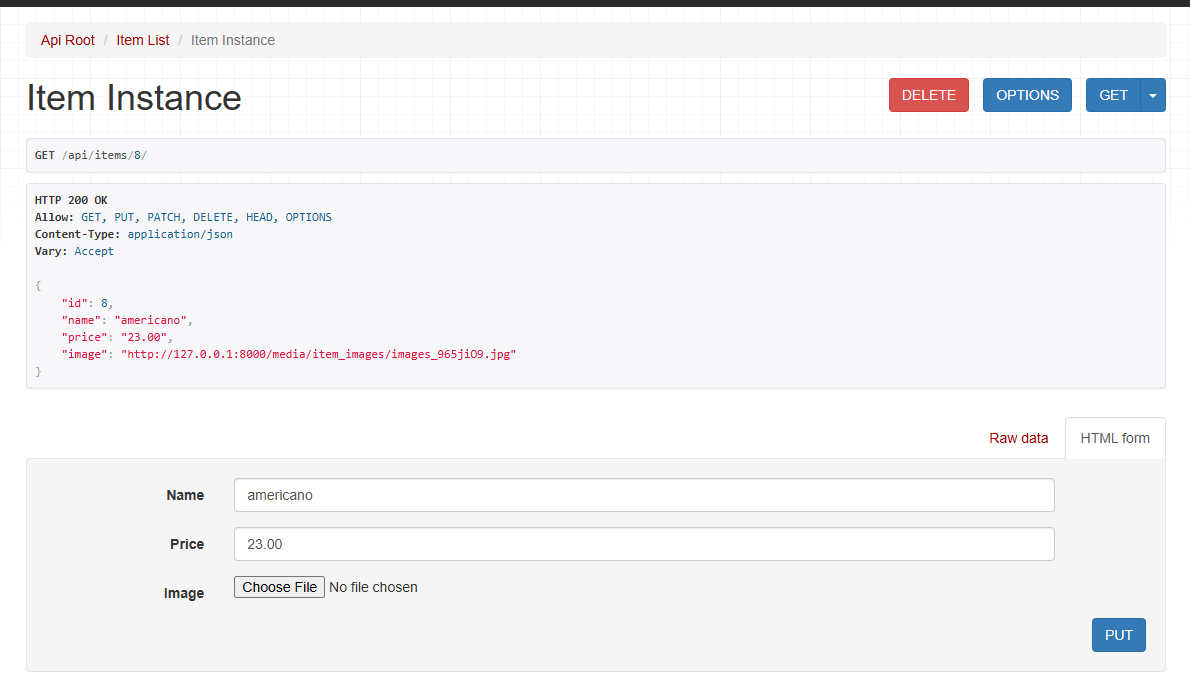 Api Root / Item List / Item Instance
Item Instance
DELETE OPTIONS GET
GET /api/items/8/
HTTP 200 OK
Allow: GET, PUT, PATCH, DELETE, HEAD, OPTIONS
Content-Type: application/json
Vary: Accept
{
"id": 8,
"name": "americano",
"price": "23.00",
"image": "http://127.0.0.1:8000/media/item_images/images_965jiO9.jpg"
}
Raw data HTML form
Name americano
Price 23.00
Image Choose File No file chosen
PUT